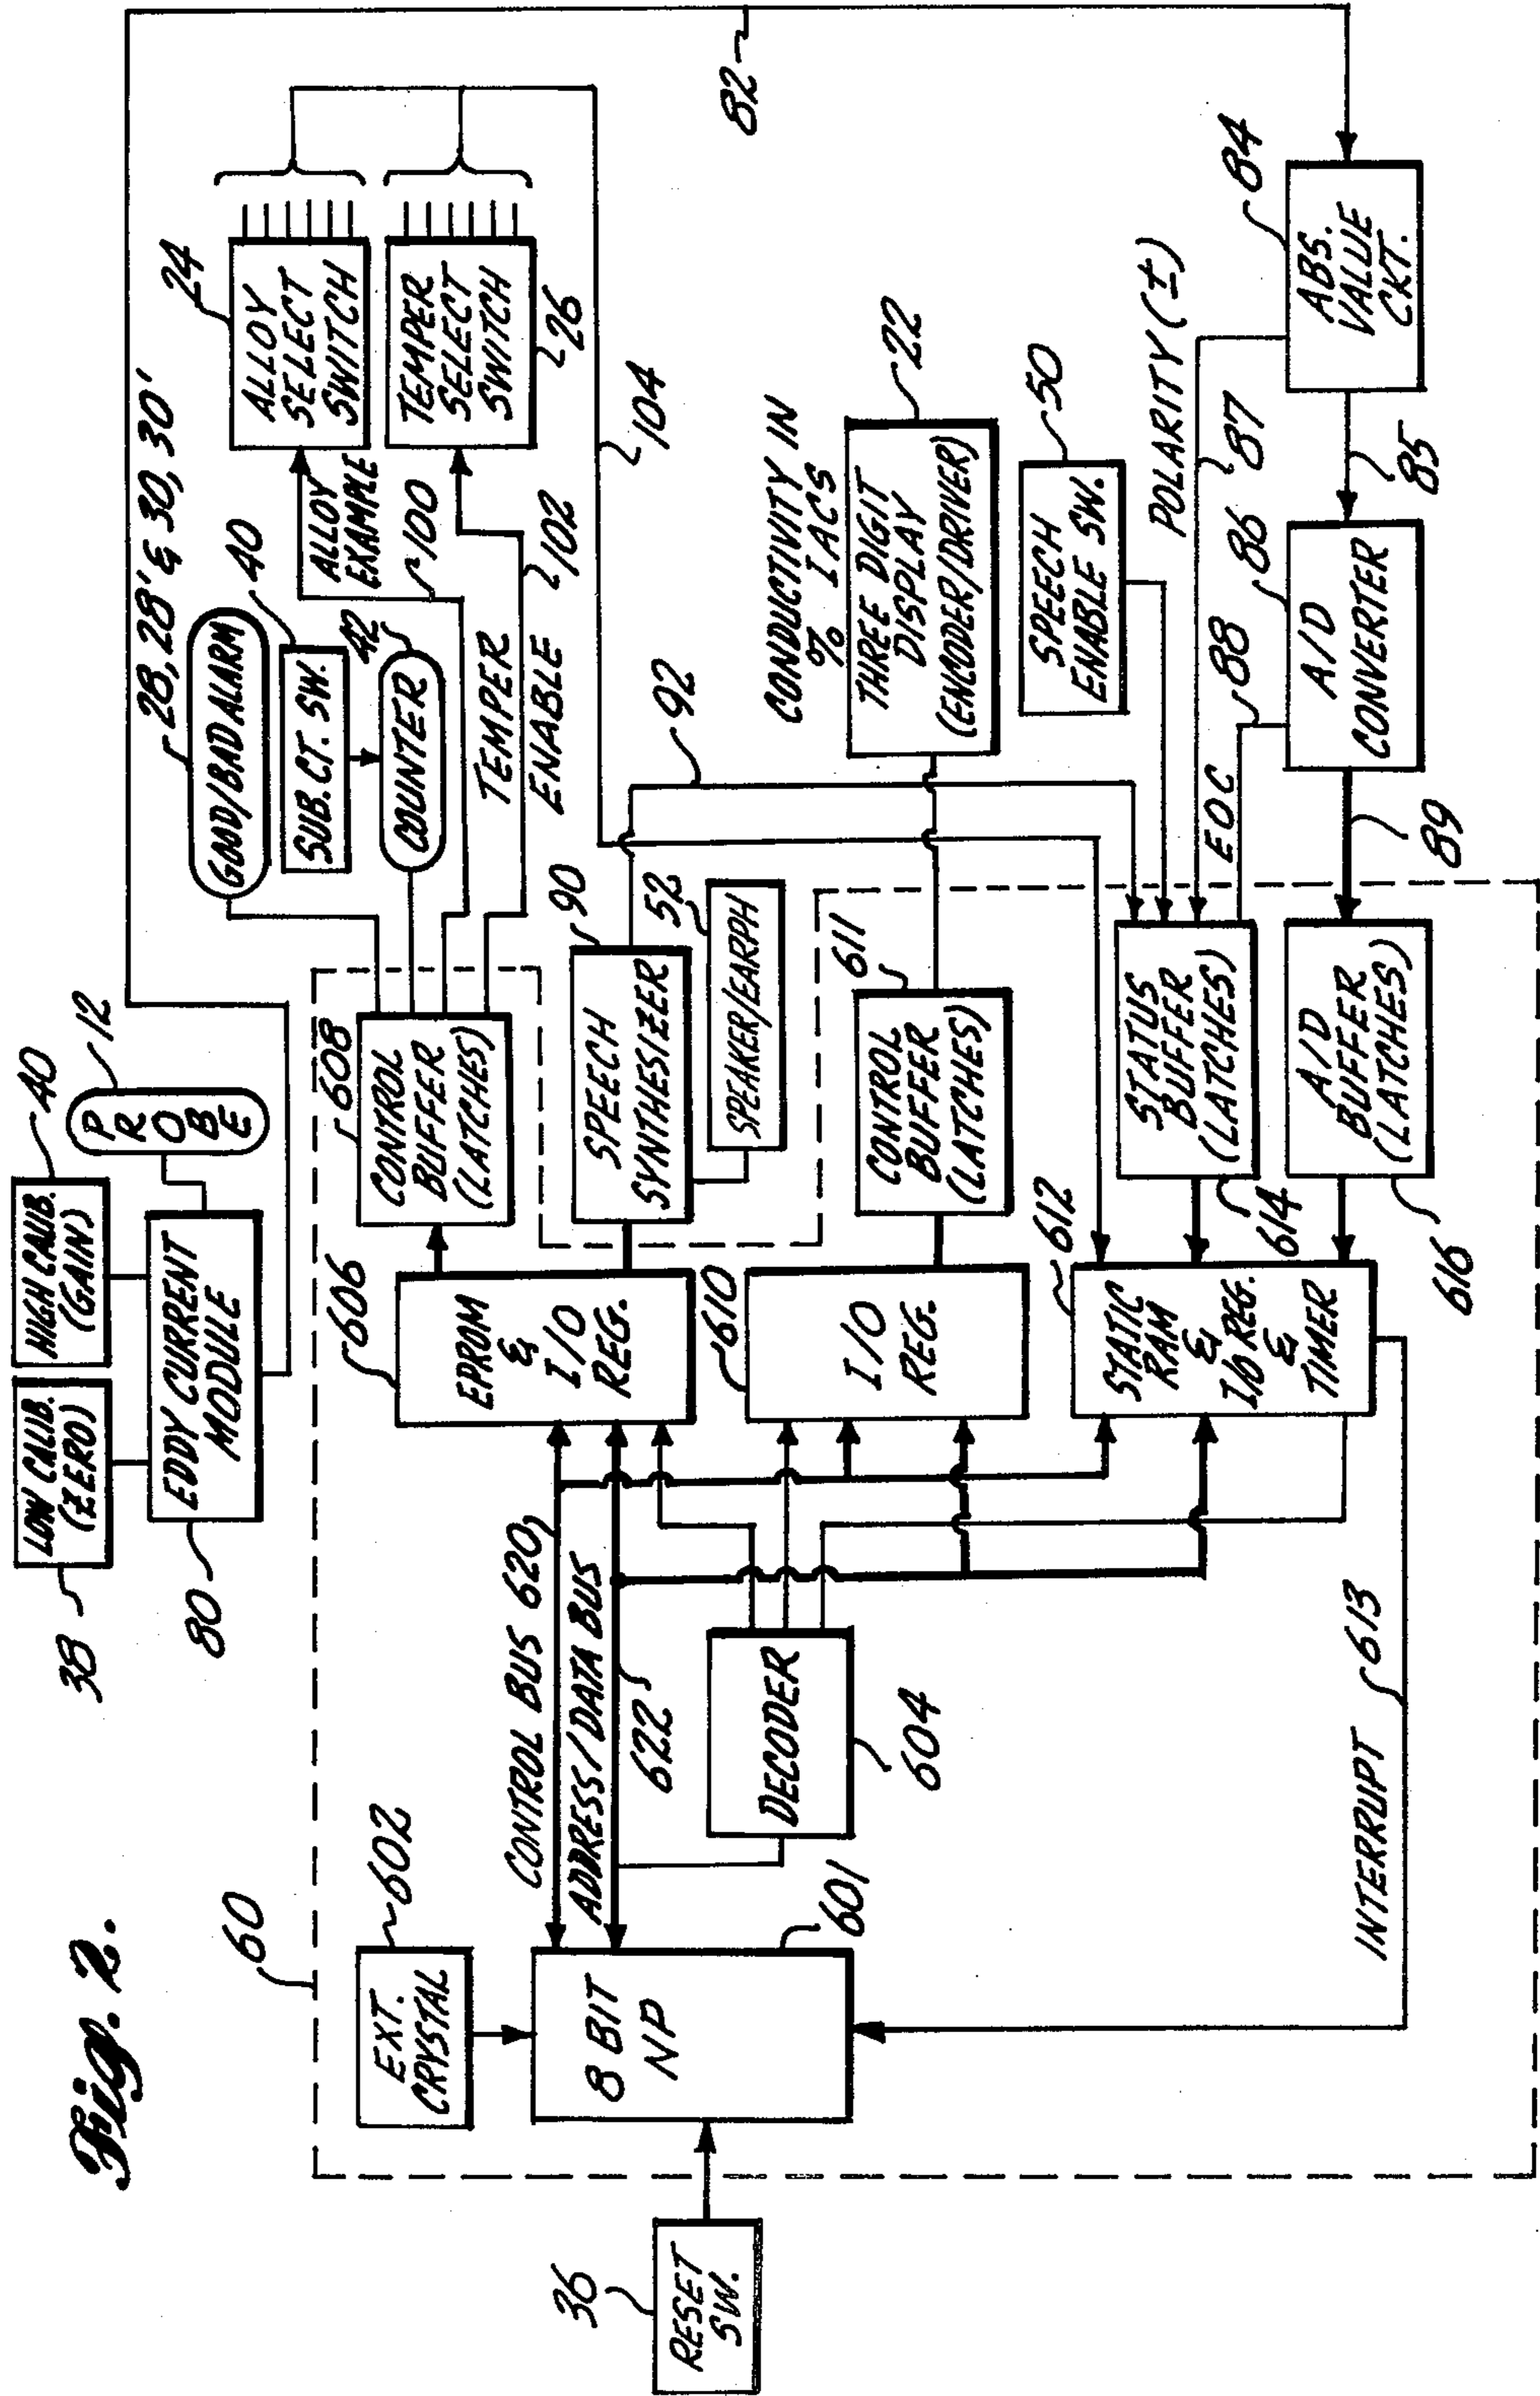 Fig. 2.
38
LOW CALIB.
(ZERO)
HIGH CALIB.
(GAIN)
40
PROBE
12
80
EDDY CURRENT
MODULE
28, 28' & 30, 30'
GOOD/BAD ALARM
SUB. CT. SW.
40
COUNTER
42
ALLOY
EXAMPLE
100
TEMPER
ENABLE
102
24
ALLOY
SELECT
SWITCH
TEMPER
SELECT
SWITCH
26
104
82
60
EXT.
CRYSTAL
602
36
RESET
SW.
8 BIT
NP
601
CONTROL BUS 620
ADDRESS/DATA BUS
622
DECODER
604
606
EPROM
&
I/O
REG.
608
CONTROL
BUFFER
(LATCHES)
SPEECH
SYNTHESIZER
90
SPEAKER/EARPH
52
92
610
I/O
REG.
CONTROL
BUFFER
(LATCHES)
611
CONDUCTIVITY IN
% IACS
THREE DIGIT
DISPLAY
(ENCODER/DRIVER)
22
SPEECH
ENABLE SW.
50
612
STATIC
RAM
&
I/O REG.
&
TIMER
614
STATUS
BUFFER
(LATCHES)
POLARITY (±)
87
EOC
88
86
A/D
CONVERTER
85
84
ABS.
VALUE
CKT.
89
A/D
BUFFER
(LATCHES)
616
INTERRUPT
613